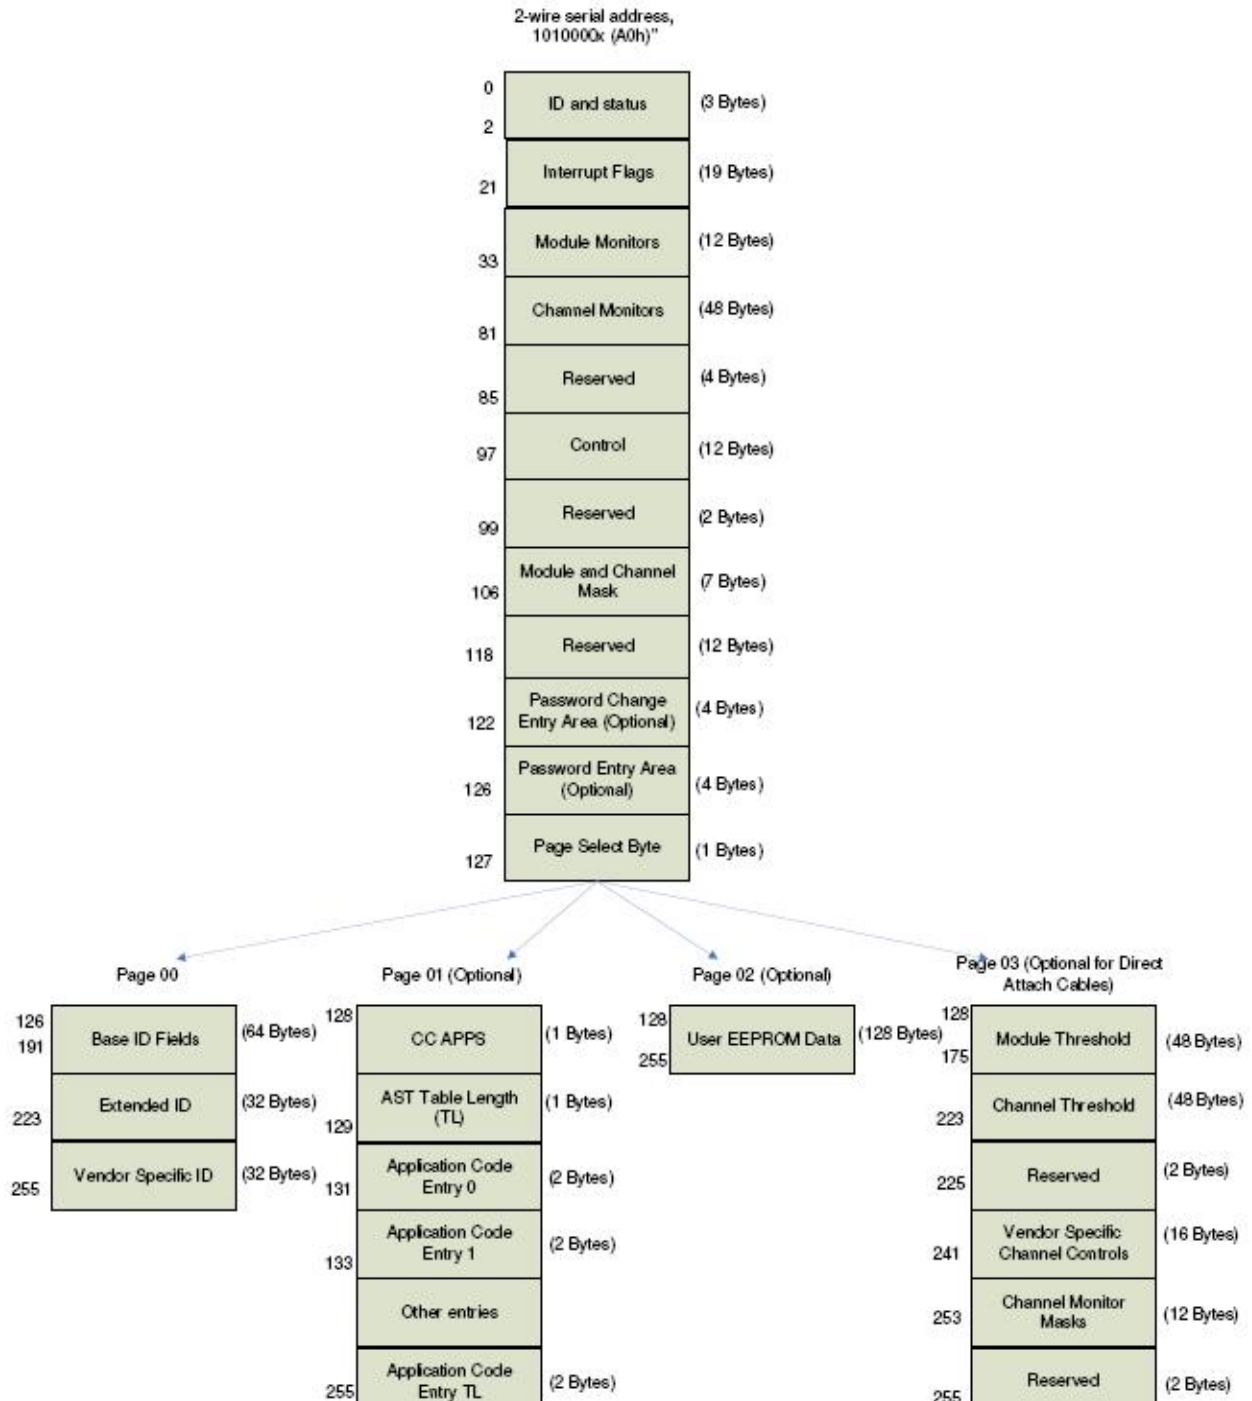 2-wire serial address,
1010000x (A0h)"
0
ID and status
(3 Bytes)
2
Interrupt Flags
(19 Bytes)
21
Module Monitors
(12 Bytes)
33
Channel Monitors
(48 Bytes)
81
Reserved
(4 Bytes)
85
Control
(12 Bytes)
97
Reserved
(2 Bytes)
99
Module and Channel
Mask
(7 Bytes)
106
Reserved
(12 Bytes)
118
Password Change
Entry Area (Optional)
(4 Bytes)
122
Password Entry Area
(Optional)
(4 Bytes)
126
Page Select Byte
(1 Bytes)
127
Page 00
126
191
Base ID Fields
(64 Bytes)
Extended ID
(32 Bytes)
223
Vendor Specific ID
(32 Bytes)
255
Page 01 (Optional)
128
CC APPS
(1 Bytes)
AST Table Length
(TL)
(1 Bytes)
129
Application Code
Entry 0
(2 Bytes)
131
Application Code
Entry 1
(2 Bytes)
133
Other entries
Application Code
Entry TL
(2 Bytes)
255
Page 02 (Optional)
128
User EEPROM Data
(128 Bytes)
255
Page 03 (Optional for Direct
Attach Cables)
128
Module Threshold
(48 Bytes)
175
Channel Threshold
(48 Bytes)
223
Reserved
(2 Bytes)
225
Vendor Specific
Channel Controls
(16 Bytes)
241
Channel Monitor
Masks
(12 Bytes)
253
Reserved
(2 Bytes)
255